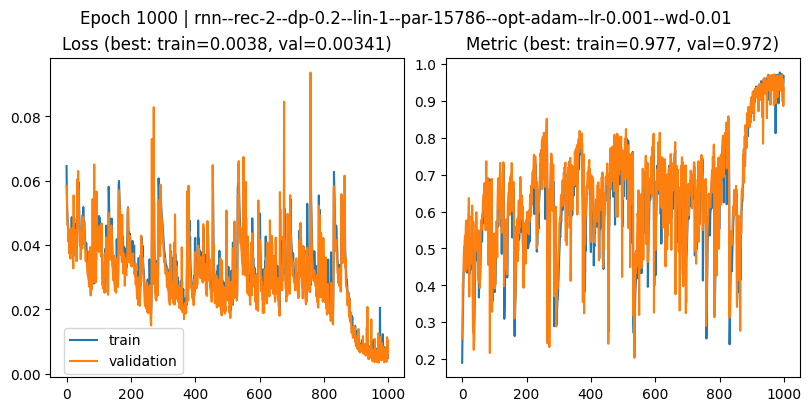 Epoch 1000 | rnn--rec-2--dp-0.2--lin-1--par-15786--opt-adam--lr-0.001--wd-0.01
Loss (best: train=0.0038, val=0.00341)
0.08
0.06
0.04
0.02
0.00
train
validation
0 200 400 600 800 1000
Metric (best: train=0.977, val=0.972)
1.0
0.9
0.8
0.7
0.6
0.5
0.4
0.3
0.2
0 200 400 600 800 1000